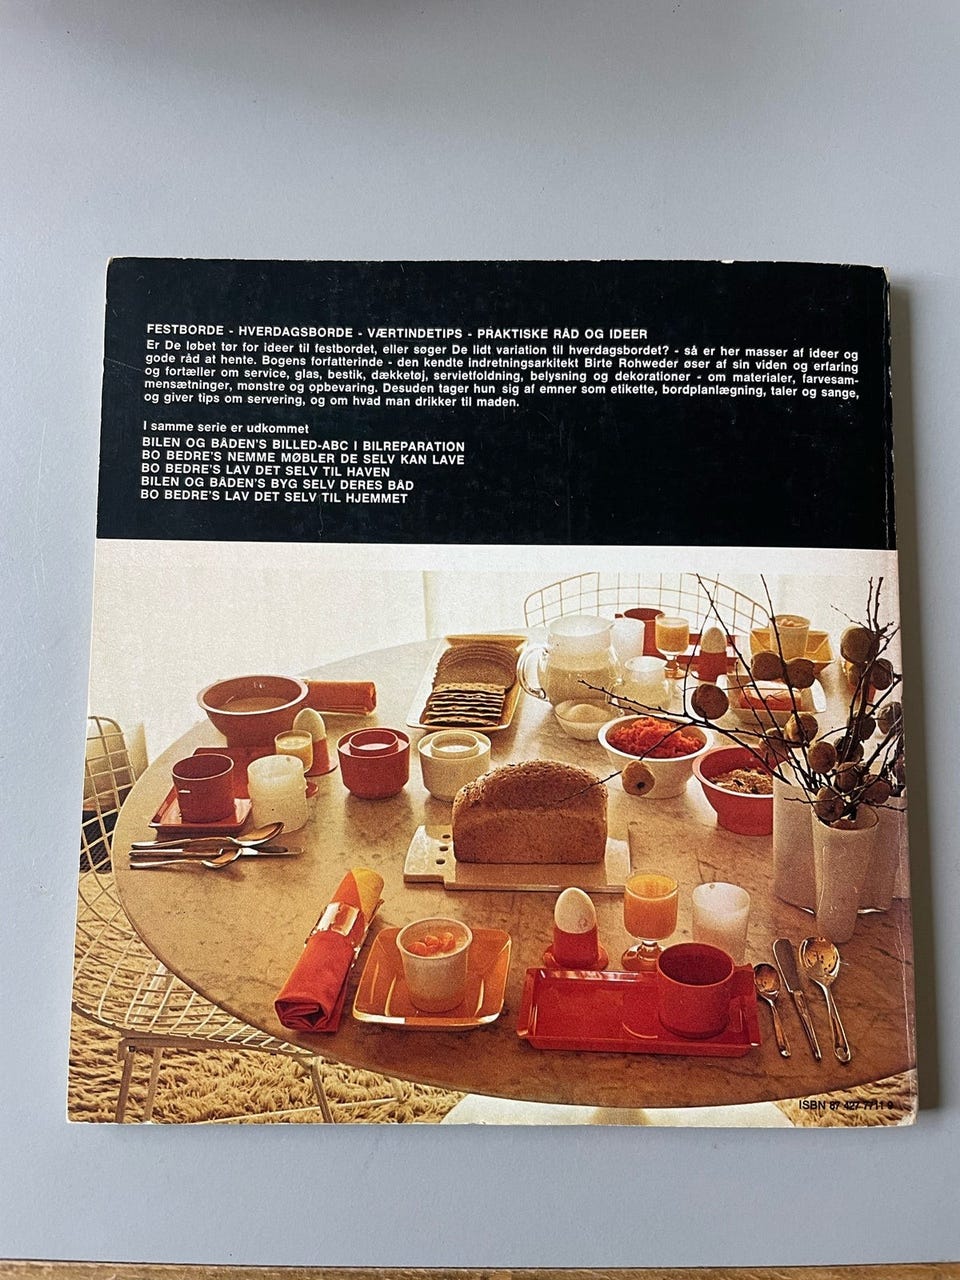 FESTBORDE - HVERDAGSBORDE - VÆRTINDETIPS - PRAKTISKE RÅD OG IDEER
Er De løbet tør for ideer til festbordet, eller søger De lidt variation til hverdagsbordet? - så er her masser af ideer og
gode råd at hente. Bogens forfatterinde - den kendte indretningsarkitekt Birte Rohweder øser af sin viden og erfaring
og fortæller om service, glas, bestik, dækketøj, servietfoldning, belysning og dekorationer - om materialer, farvesam-
mensætninger, mønstre og opbevaring. Desuden tager hun sig af emner som etikette, bordplanlægning, taler og sange,
og giver tips om servering, og om hvad man drikker til maden.
I samme serie er udkommet
BILEN OG BÅDEN'S BILLED-ABC I BILREPARATION
BO BEDRE'S NEMME MØBLER DE SELV KAN LAVE
BO BEDRE'S LAV DET SELV TIL HAVEN
BILEN OG BÅDEN'S BYG SELV DERES BÅD
BO BEDRE'S LAV DET SELV TIL HJEMMET
ISBN 87 427 7711 9